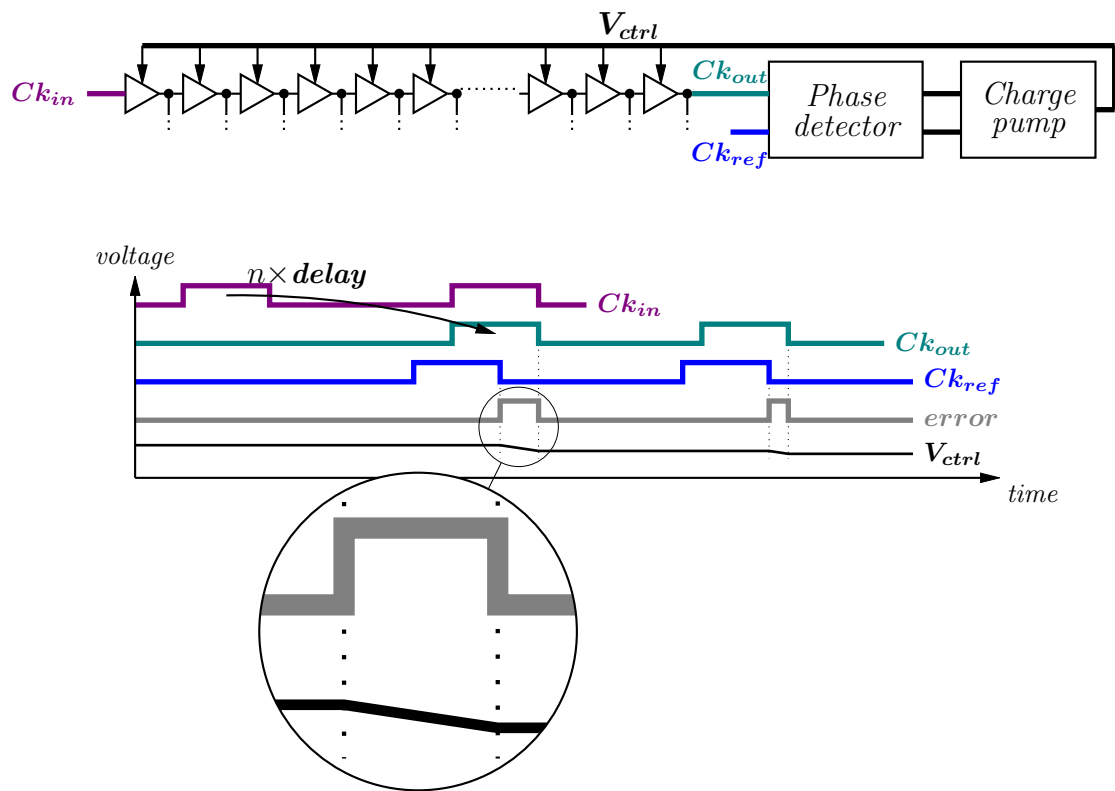 V_ctrl
Ck_in
Ck_out
Ck_ref
Phase
detector
Charge
pump
voltage
n× delay
Ck_in
Ck_out
Ck_ref
error
V_ctrl
time